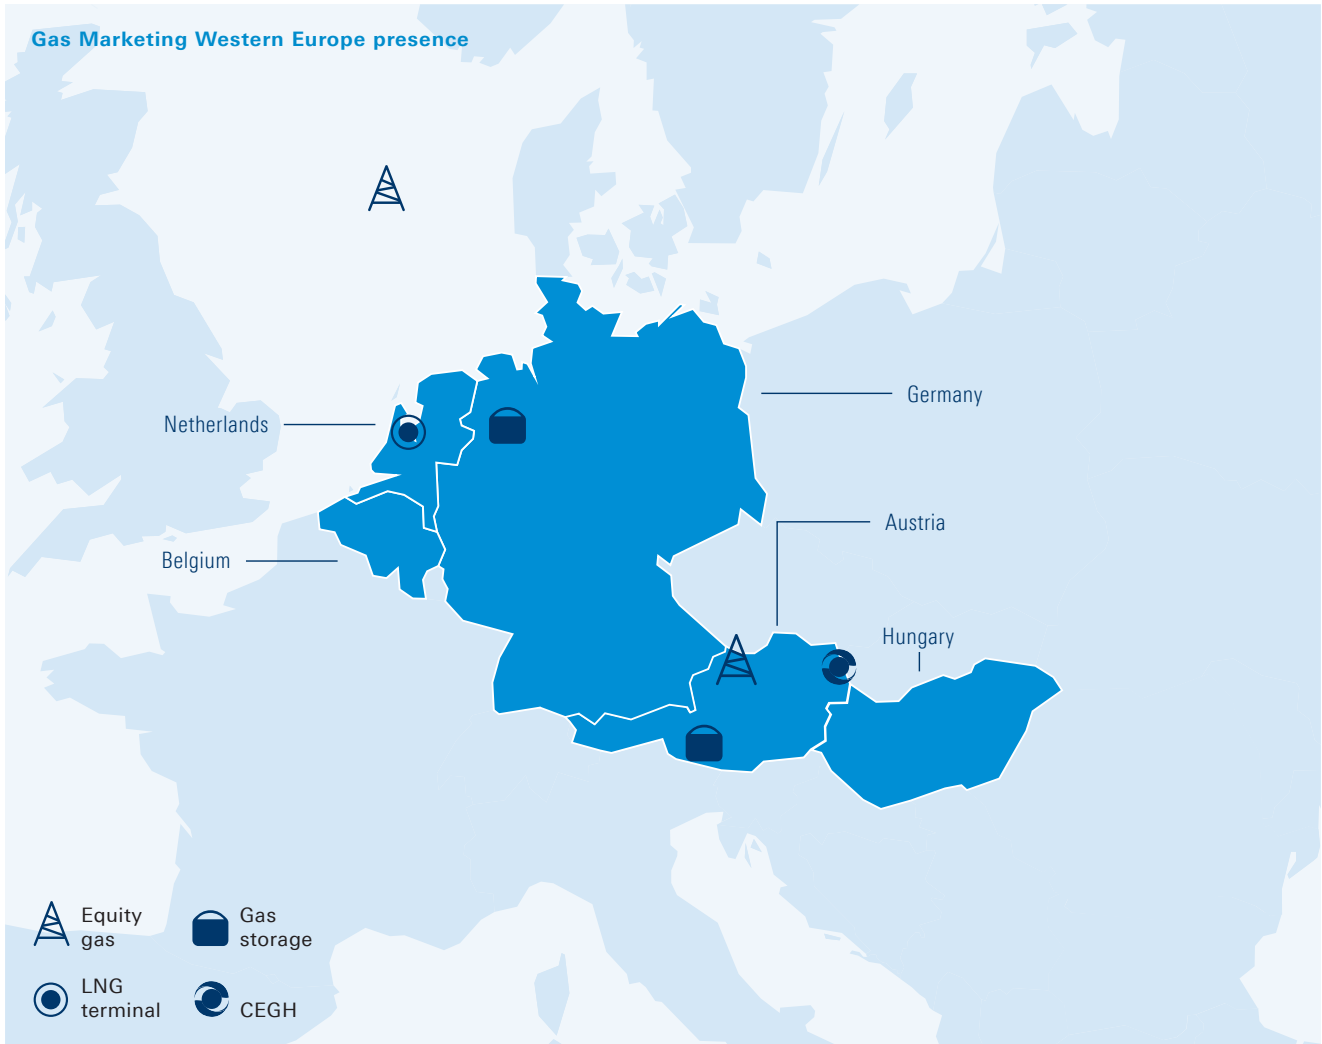 Gas Marketing Western Europe presence
Germany
Netherlands
Austria
Belgium
Hungary
Equity
gas
Gas
storage
LNG
terminal
CEGH